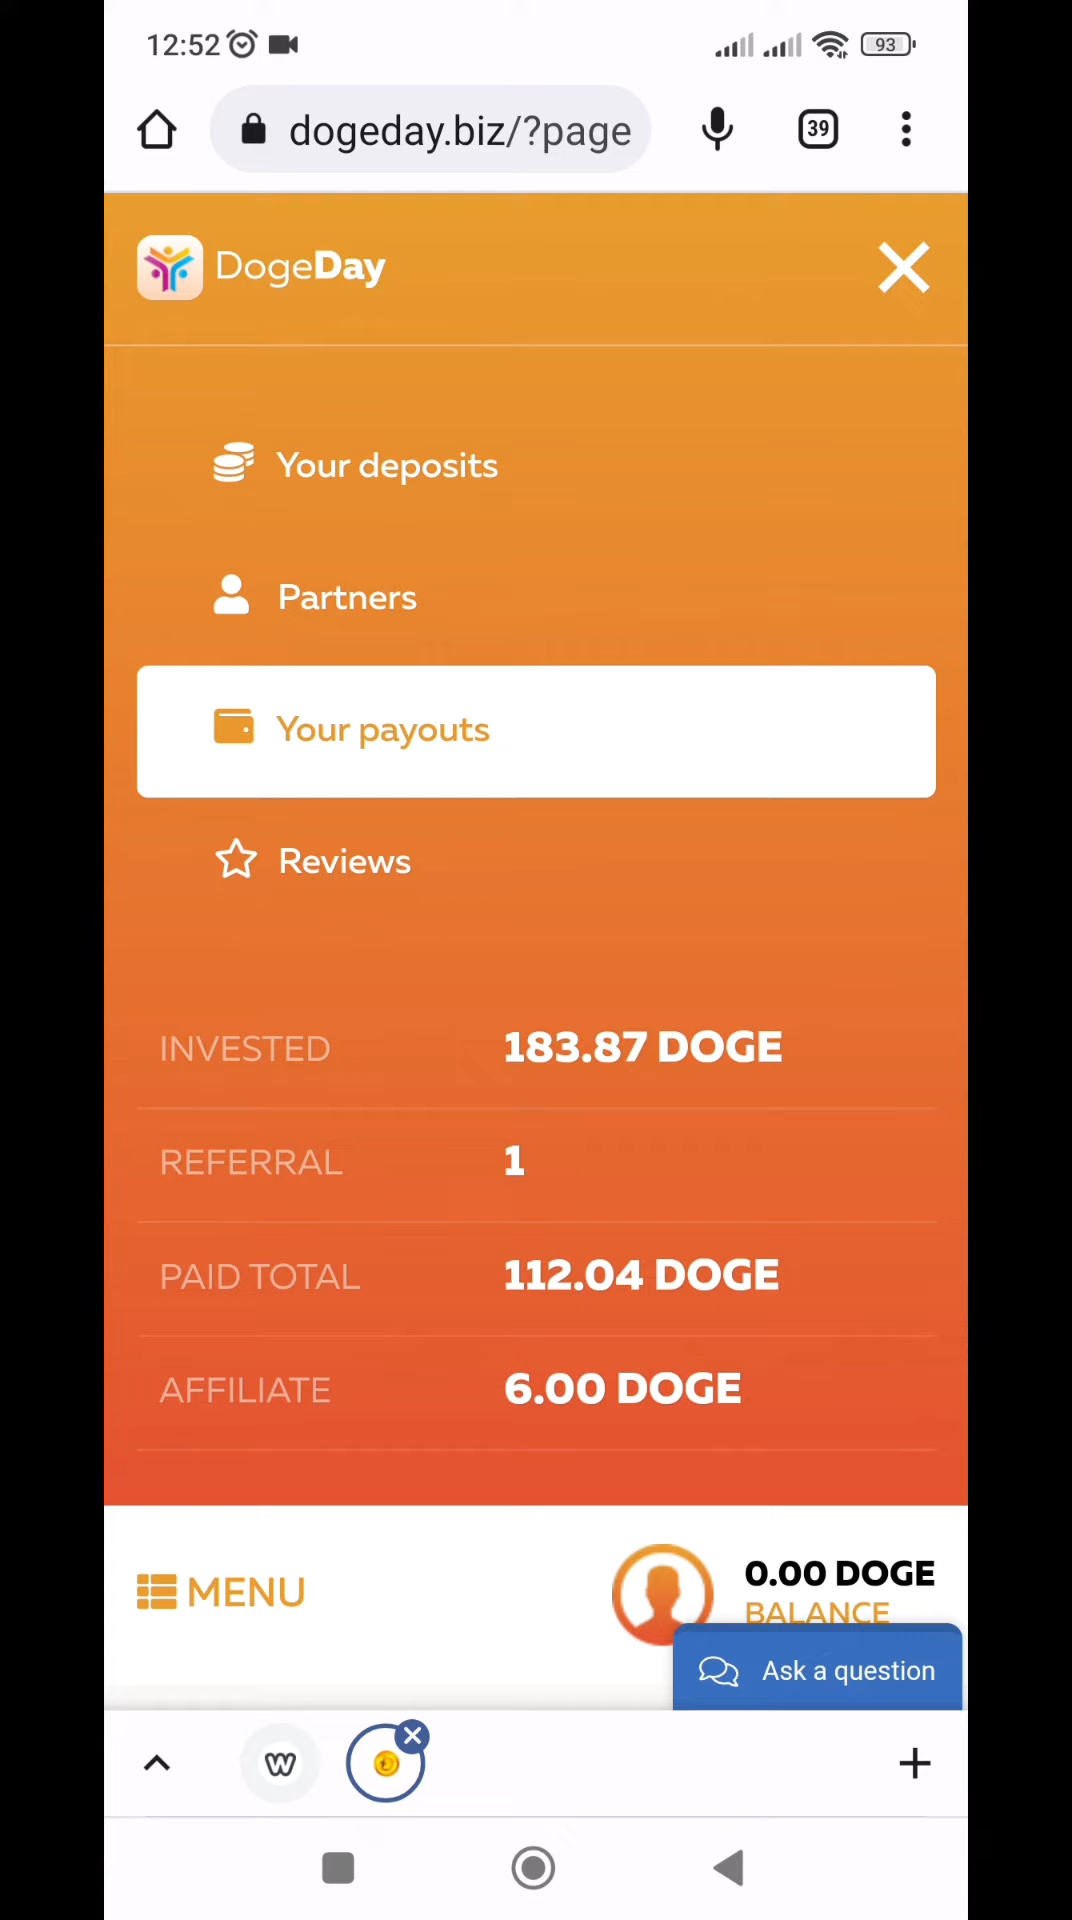 12:52 93
dogeday.biz/?page 39
DogeDay
Your deposits
Partners
Your payouts
Reviews
INVESTED 183.87 DOGE
REFERRAL 1
PAID TOTAL 112.04 DOGE
AFFILIATE 6.00 DOGE
MENU 0.00 DOGE
BALANCE
Ask a question